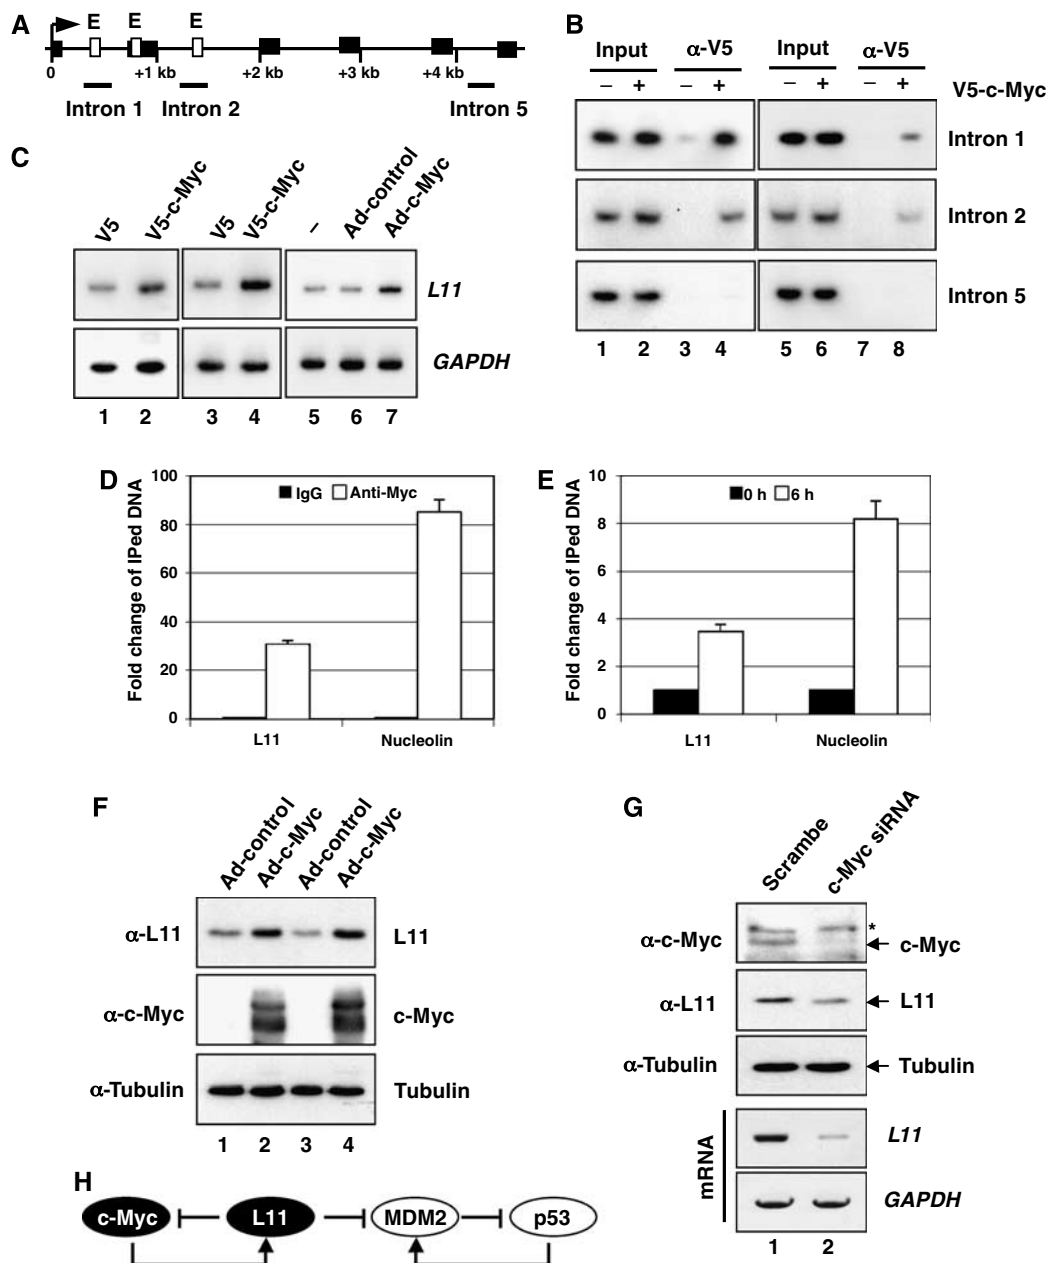 A
E E E
0 +1 kb +2 kb +3 kb +4 kb
Intron 1 Intron 2 Intron 5
B
Input α-V5 Input α-V5
– + – + – + – + V5-c-Myc
Intron 1
Intron 2
Intron 5
1 2 3 4 5 6 7 8
C
V5 V5-c-Myc V5 V5-c-Myc – Ad-control Ad-c-Myc
L11
GAPDH
1 2 3 4 5 6 7
D
Fold change of IPed DNA
100
80
60
40
20
0
IgG Anti-Myc
L11 Nucleolin
E
Fold change of IPed DNA
10
8
6
4
2
0
0 h 6 h
L11 Nucleolin
F
Ad-control Ad-c-Myc Ad-control Ad-c-Myc
α-L11 L11
α-c-Myc c-Myc
α-Tubulin Tubulin
1 2 3 4
G
Scrambe c-Myc siRNA
*
α-c-Myc c-Myc
α-L11 L11
α-Tubulin Tubulin
mRNA
L11
GAPDH
1 2
H
c-Myc L11 MDM2 p53